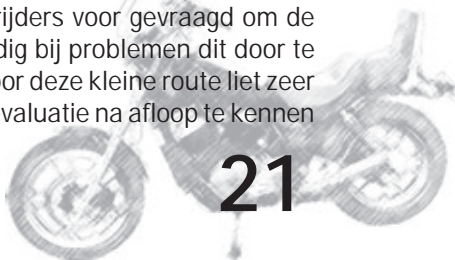 rijders voor gevraagd om de
dig bij problemen dit door te
oor deze kleine route liet zeer
evaluatie na afloop te kennen
21